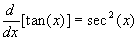 d/dx [tan(x)] = sec²(x)